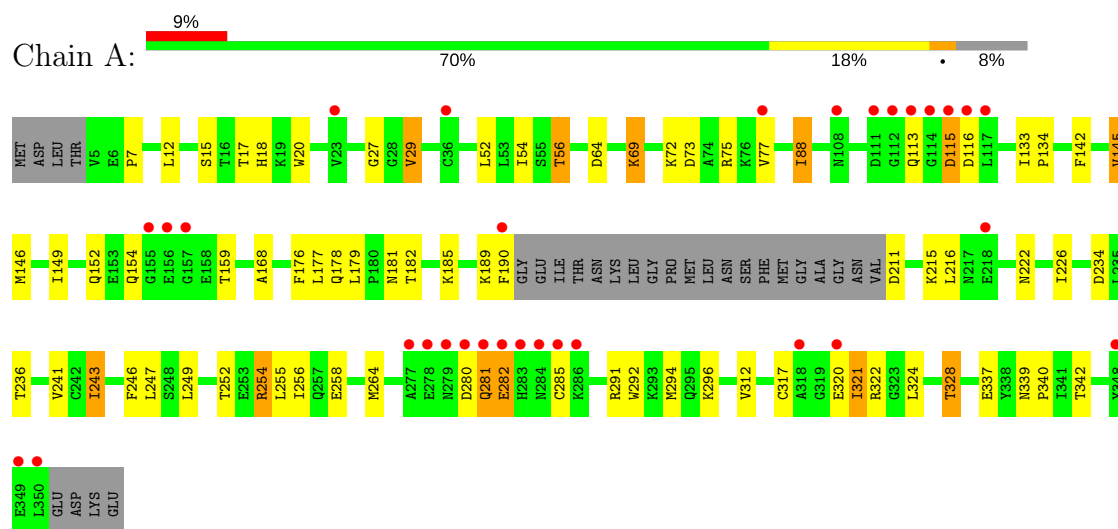 9%
Chain A:
70% 18% • 8%
MET ASP LEU THR V5 E6 P7 L12 S15 T16 T17 H18 K19 W20 V23 G27 G28 V29 C36 L52 L53 I54 S55 T56 D64 K69 K72 D73 A74 R75 K76 V77 I88 N108 D111 G112 Q113 G114 D115 D116 L117 I133 P134 F142 V145
M146 I149 Q152 E153 Q154 G155 E156 G157 E158 T159 A168 F176 L177 Q178 L179 P180 N181 T182 K185 K189 F190 GLY GLU ILE THR ASN LYS LEU GLY PRO MET LEU ASN SER PHE MET GLY ALA GLY ASN VAL D211 K215 L216 N217 E218 N222 I226 D234 L235
T236 V241 C242 I243 F246 L247 S248 L249 T252 E253 R254 L255 I256 Q257 E258 M264 A277 E278 N279 D280 Q281 E282 H283 N284 C285 K286 R291 W292 K293 M294 Q295 K296 V312 C317 A318 G319 E320 I321 R322 G323 L324 T328 E337 Y338 N339 P340 I341 T342 Y348
E349 L350 GLU ASP LYS GLU